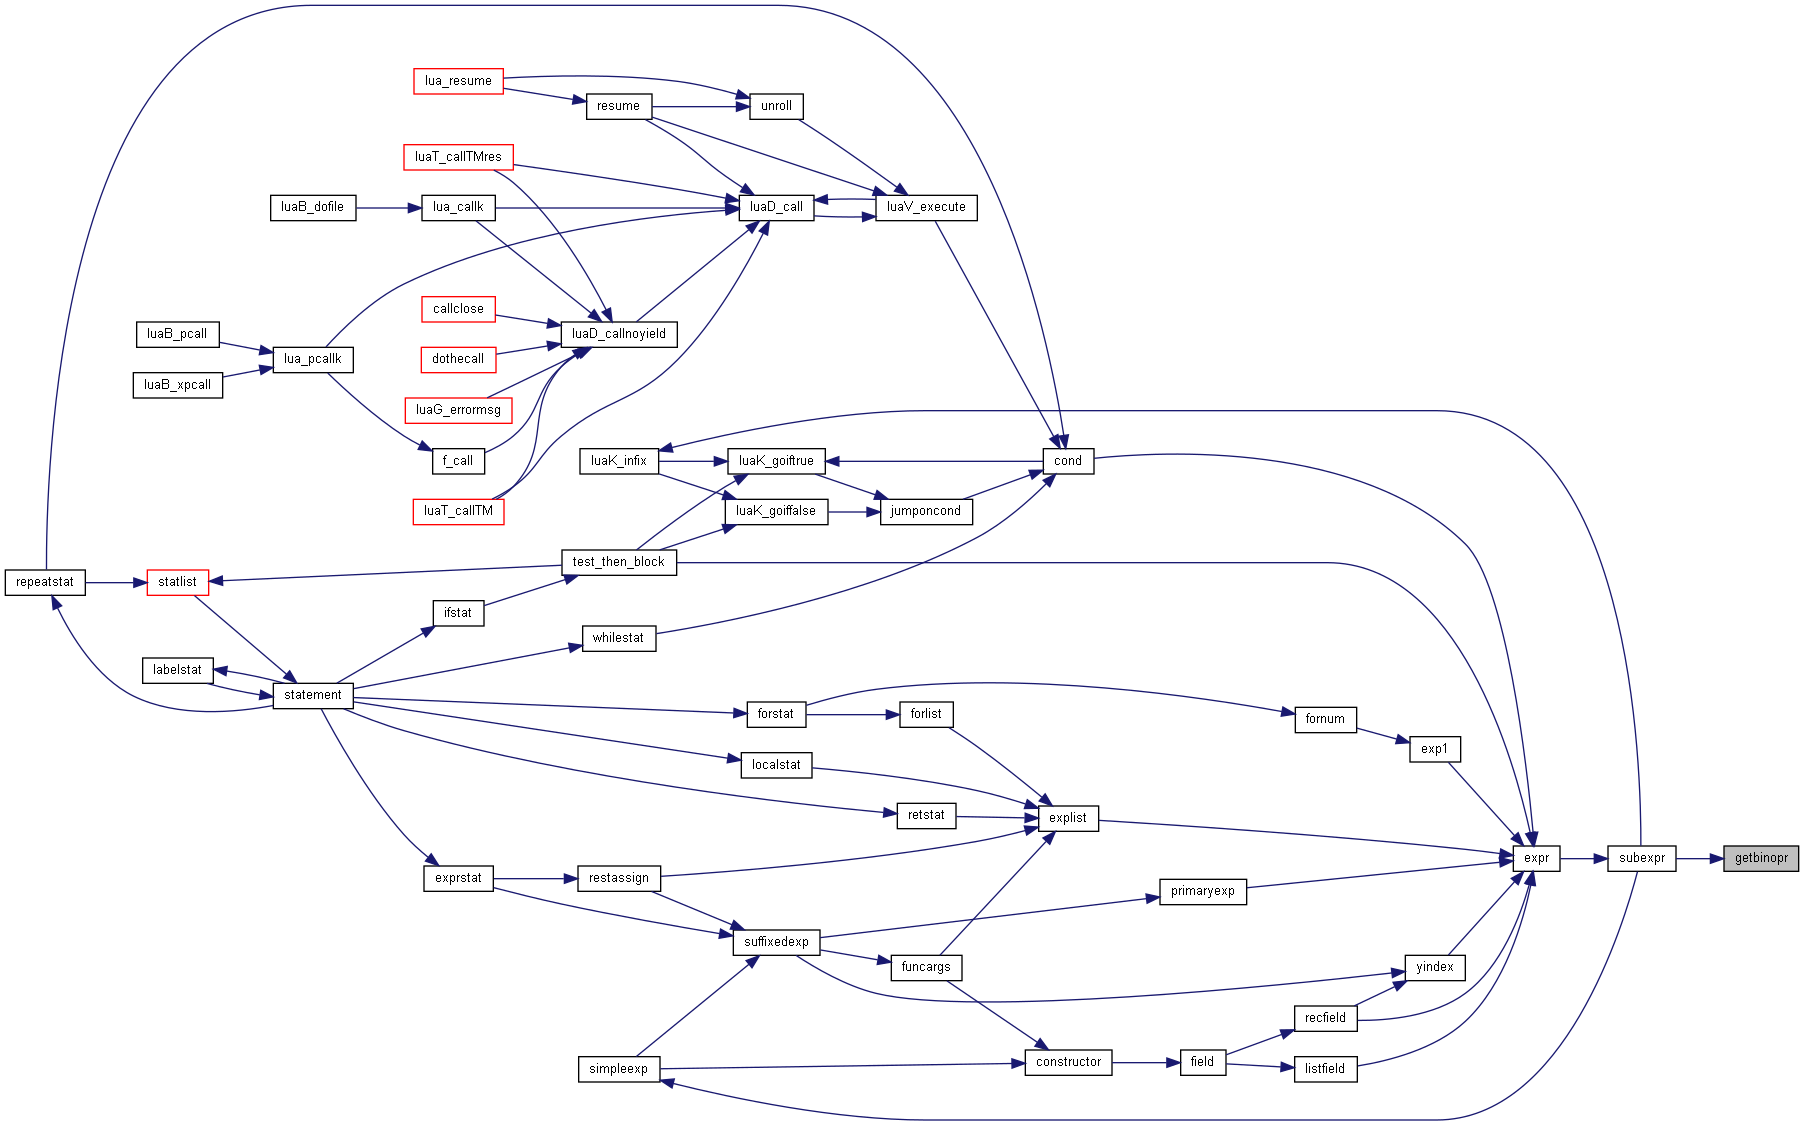 lua_resume
resume
unroll
luaT_callTMres
luaB_dofile
lua_callk
luaD_call
luaV_execute
callclose
luaB_pcall
luaD_callnoyield
lua_pcallk
dothecall
luaB_xpcall
luaG_errormsg
f_call
luaK_infix
luaK_goiftrue
cond
luaT_callTM
luaK_goiffalse
jumponcond
test_then_block
repeatstat
statlist
ifstat
whilestat
labelstat
statement
forstat
forlist
fornum
exp1
localstat
retstat
explist
expr
subexpr
getbinopr
exprstat
restassign
primaryexp
suffixedexp
funcargs
yindex
recfield
simpleexp
constructor
field
listfield